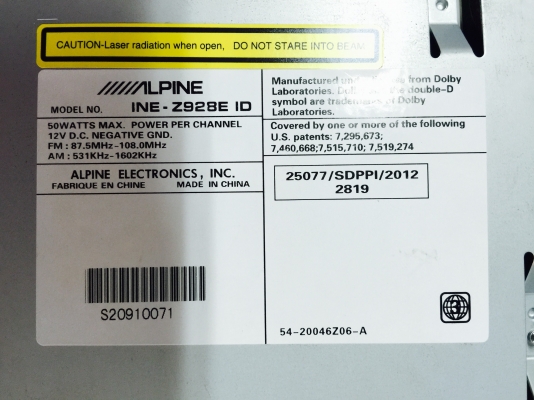 CAUTION-Laser radiation when open, DO NOT STARE INTO BEAM
ALPINE
MODEL NO. INE-Z928E ID
50WATTS MAX. POWER PER CHANNEL
12V D.C. NEGATIVE GND.
FM : 87.5MHz-108.0MHz
AM : 531KHz-1602KHz
ALPINE ELECTRONICS, INC.
FABRIQUE EN CHINE MADE IN CHINA
S20910071
Manufactured from Dolby
Laboratories. the double-D
symbol are trademarks of Dolby
Laboratories.
Covered by one or more of the following
U.S. patents: 7,295,673;
7,460,668;7,515,710; 7,519,274
25077/SDPPI/2012
2819
3
54-20046Z06-A